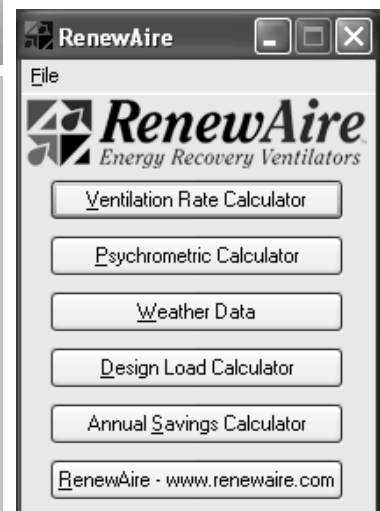 RenewAire
File
RenewAire
Energy Recovery Ventilators
Ventilation Rate Calculator
Psychrometric Calculator
Weather Data
Design Load Calculator
Annual Savings Calculator
RenewAire - www.renewaire.com